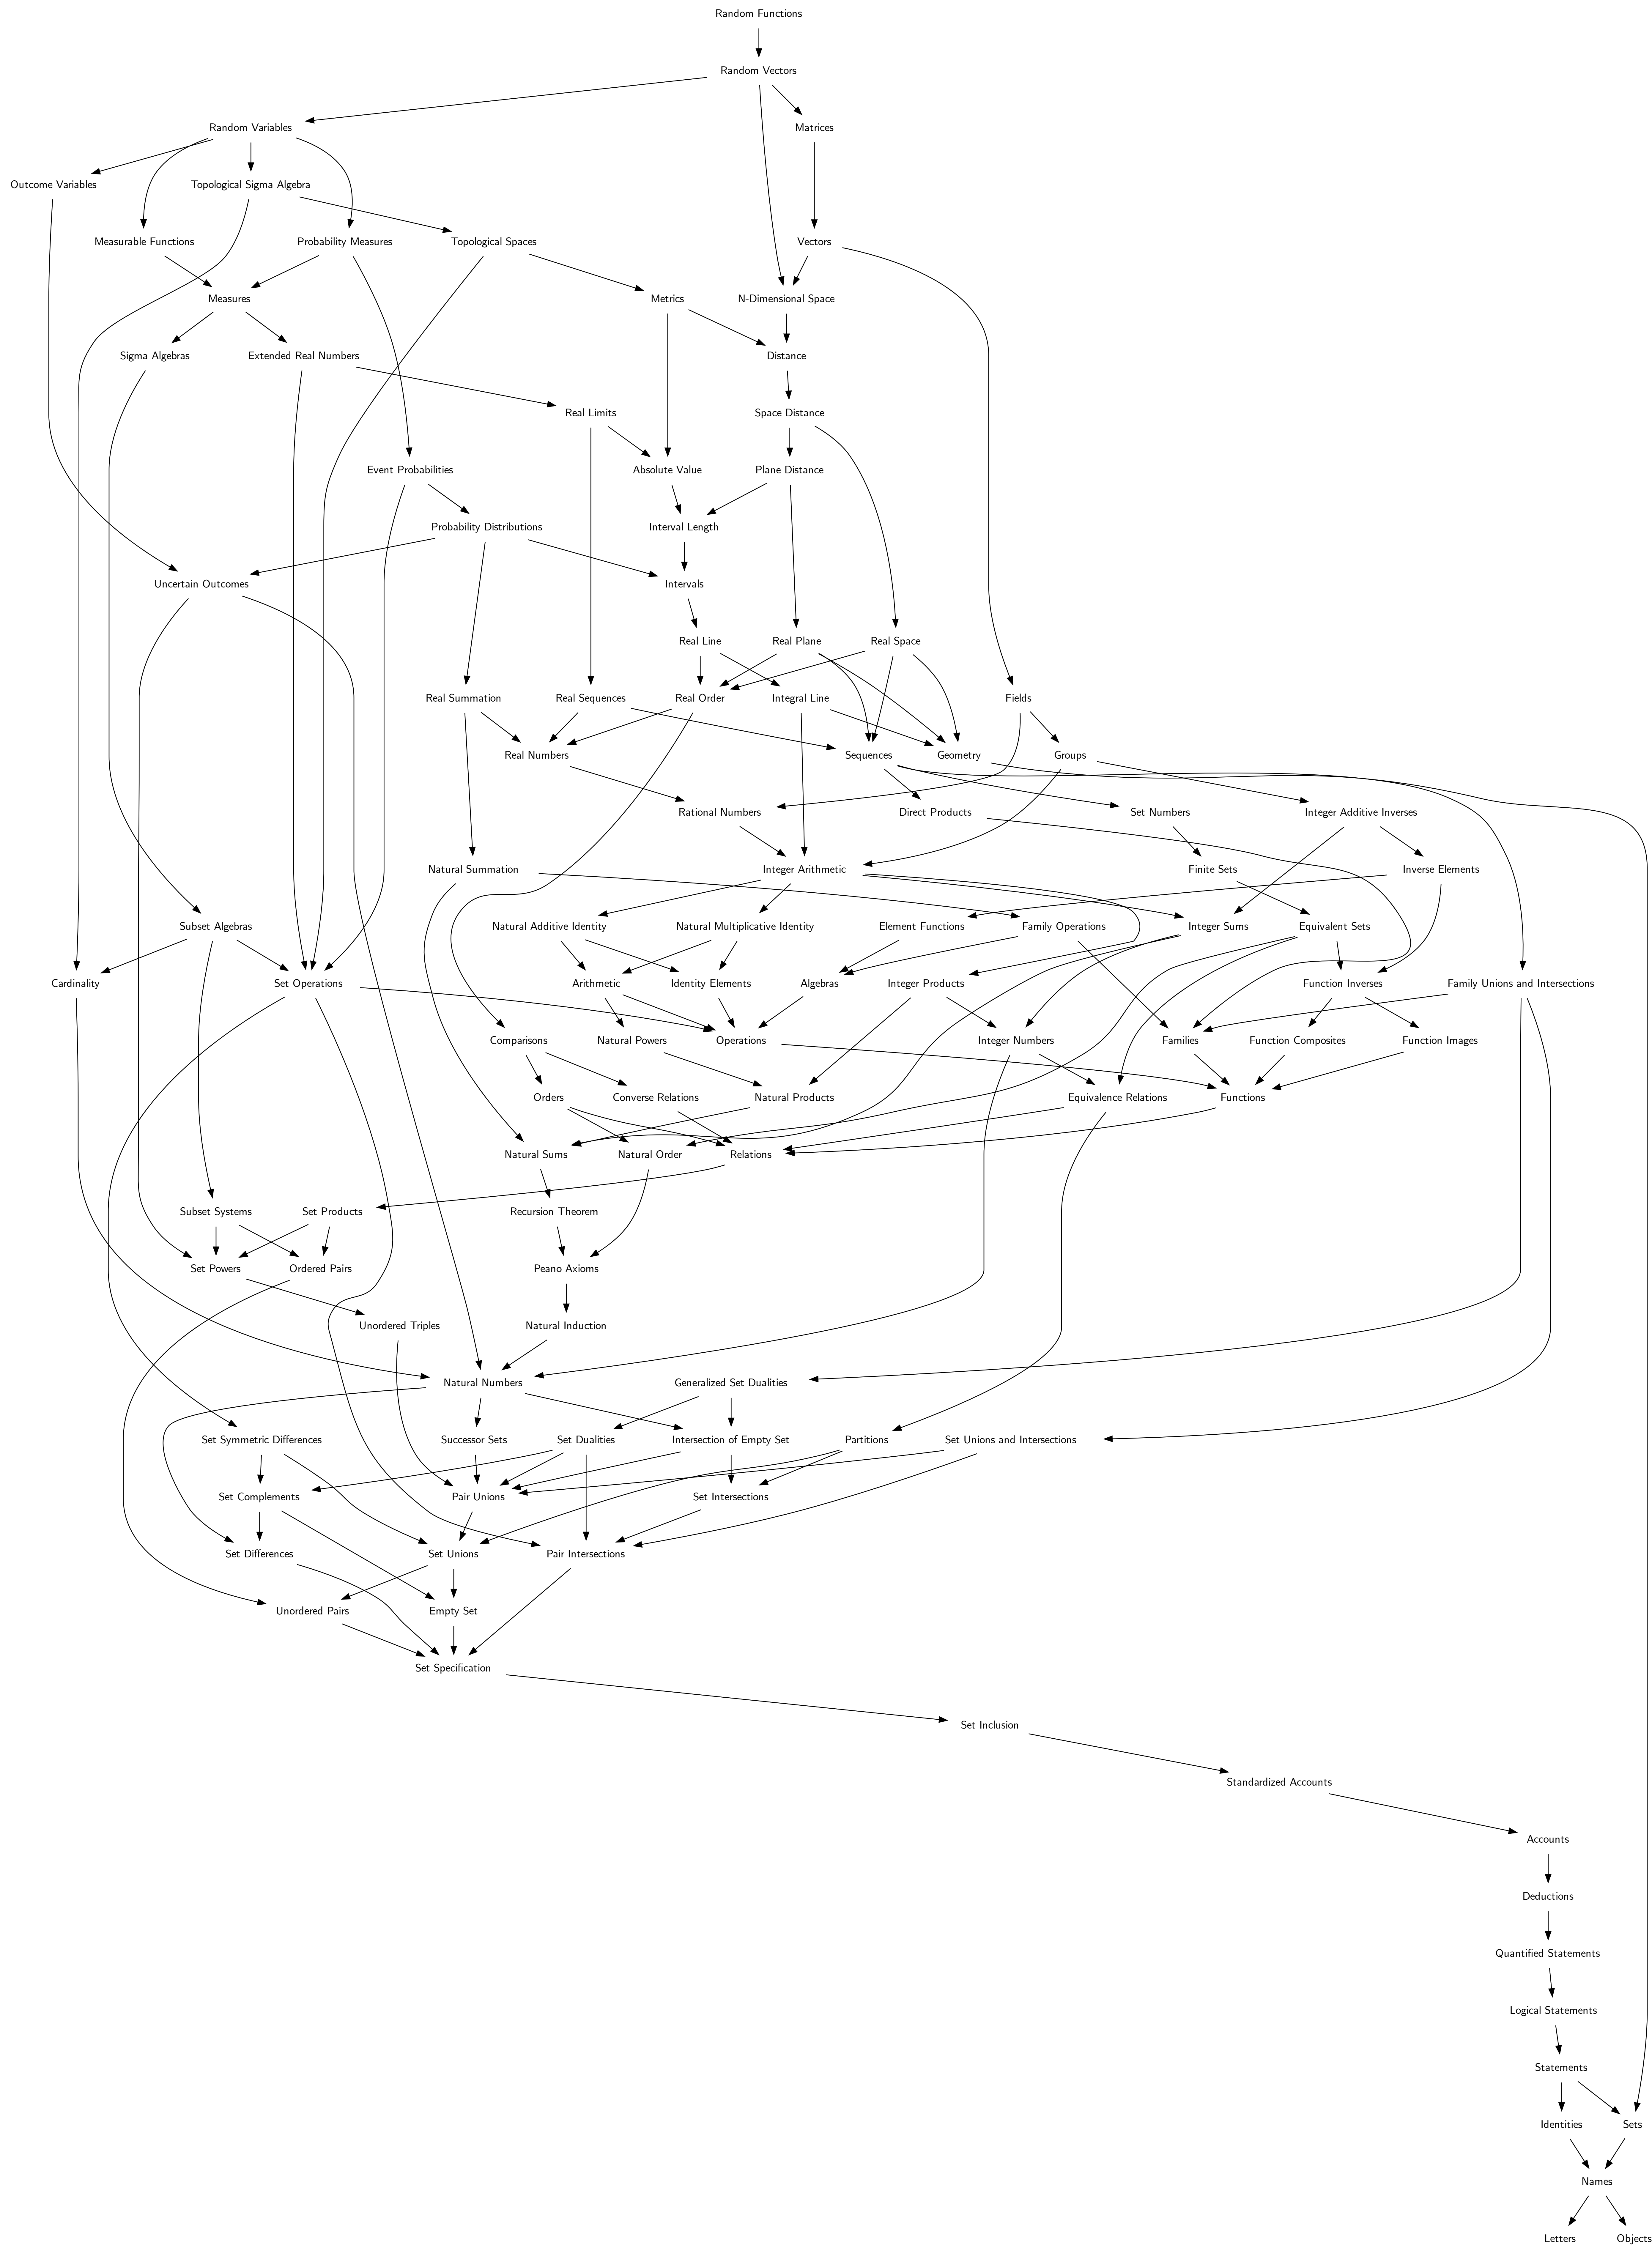 Random Functions
Random Vectors
Random Variables
Matrices
Outcome Variables
Topological Sigma Algebra
Measurable Functions
Probability Measures
Topological Spaces
Vectors
Measures
Metrics
N-Dimensional Space
Sigma Algebras
Extended Real Numbers
Distance
Real Limits
Space Distance
Event Probabilities
Absolute Value
Plane Distance
Probability Distributions
Interval Length
Uncertain Outcomes
Intervals
Real Line
Real Plane
Real Space
Real Summation
Real Sequences
Real Order
Integral Line
Fields
Real Numbers
Sequences
Geometry
Groups
Rational Numbers
Direct Products
Set Numbers
Integer Additive Inverses
Natural Summation
Integer Arithmetic
Finite Sets
Inverse Elements
Subset Algebras
Natural Additive Identity
Natural Multiplicative Identity
Element Functions
Family Operations
Integer Sums
Equivalent Sets
Cardinality
Set Operations
Arithmetic
Identity Elements
Algebras
Integer Products
Function Inverses
Family Unions and Intersections
Comparisons
Natural Powers
Operations
Integer Numbers
Families
Function Composites
Function Images
Orders
Converse Relations
Natural Products
Equivalence Relations
Functions
Natural Sums
Natural Order
Relations
Subset Systems
Set Products
Recursion Theorem
Set Powers
Ordered Pairs
Peano Axioms
Unordered Triples
Natural Induction
Natural Numbers
Generalized Set Dualities
Set Symmetric Differences
Successor Sets
Set Dualities
Intersection of Empty Set
Partitions
Set Unions and Intersections
Set Complements
Pair Unions
Set Intersections
Set Differences
Set Unions
Pair Intersections
Unordered Pairs
Empty Set
Set Specification
Set Inclusion
Standardized Accounts
Accounts
Deductions
Quantified Statements
Logical Statements
Statements
Identities
Sets
Names
Letters
Objects